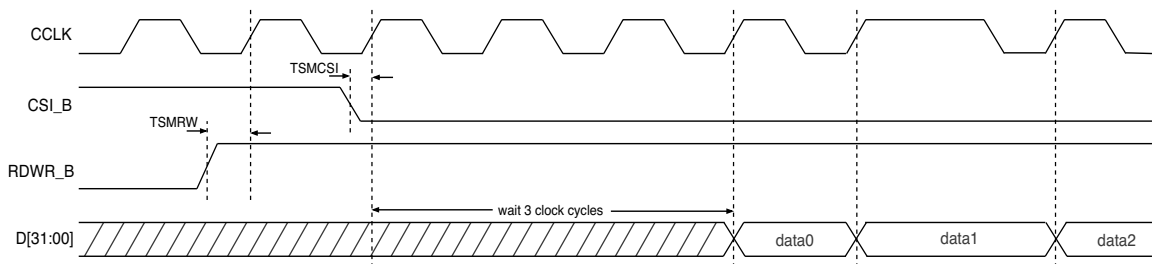 CCLK
TSMCSI
CSI_B
TSMRW
RDWR_B
wait 3 clock cycles
D[31:00]
data0
data1
data2